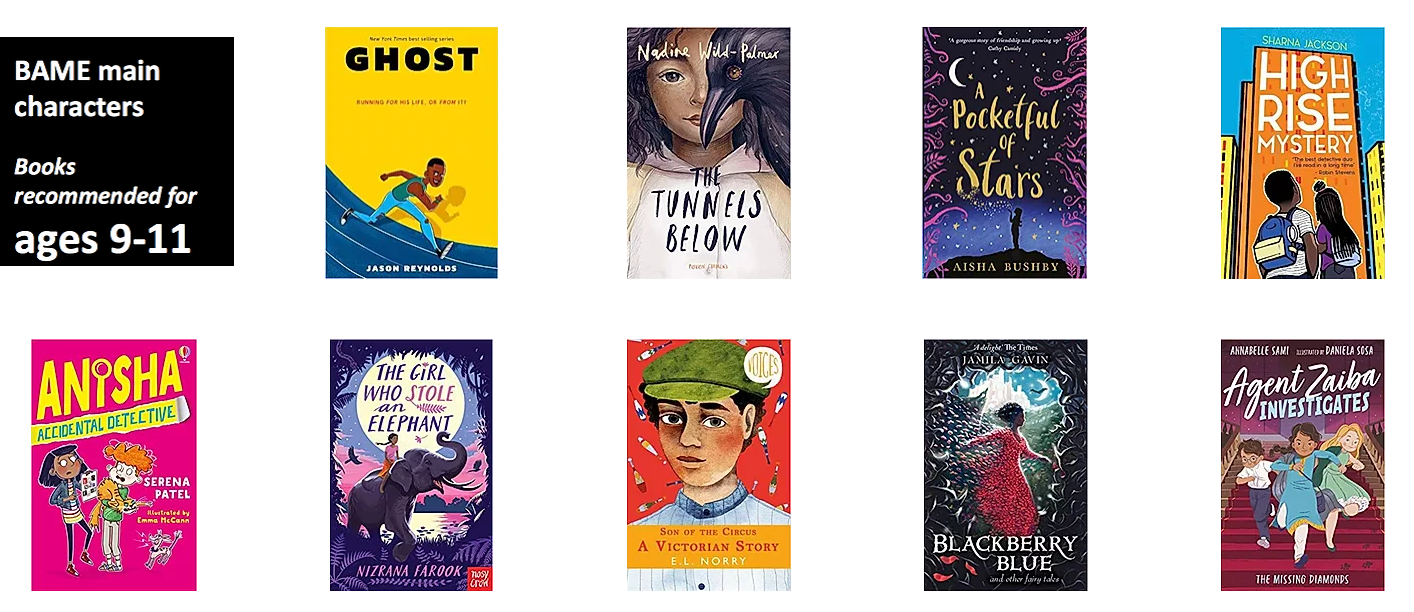 BAME main
characters
Books
recommended for
ages 9-11
New York Times best selling series
GHOST
RUNNING FOR HIS LIFE, OR FROM IT?
JASON REYNOLDS
Nadine Wild-Palmer
THE
TUNNELS
BELOW
'A gorgeous story of friendship and growing up'
Cathy Cassidy
A
Pocketful
of
Stars
AISHA BUSHBY
SHARNA JACKSON
HIGH
RISE
MYSTERY
"The best detective duo
I've read in a long time"
- Robin Stevens
ANISHA
ACCIDENTAL DETECTIVE
SERENA
PATEL
Illustrated by
Emma McCann
THE GIRL
WHO STOLE
an
ELEPHANT
NIZRANA FAROOK
nosy
crow
VOICES
SON OF THE CIRCUS
A VICTORIAN STORY
E.L. NORRY
'A delight' The Times
JAMILA GAVIN
BLACKBERRY
BLUE
and other fairy tales
ANNABELLE SAMI ILLUSTRATED BY DANIELA SOSA
Agent Zaiba
INVESTIGATES
THE MISSING DIAMONDS